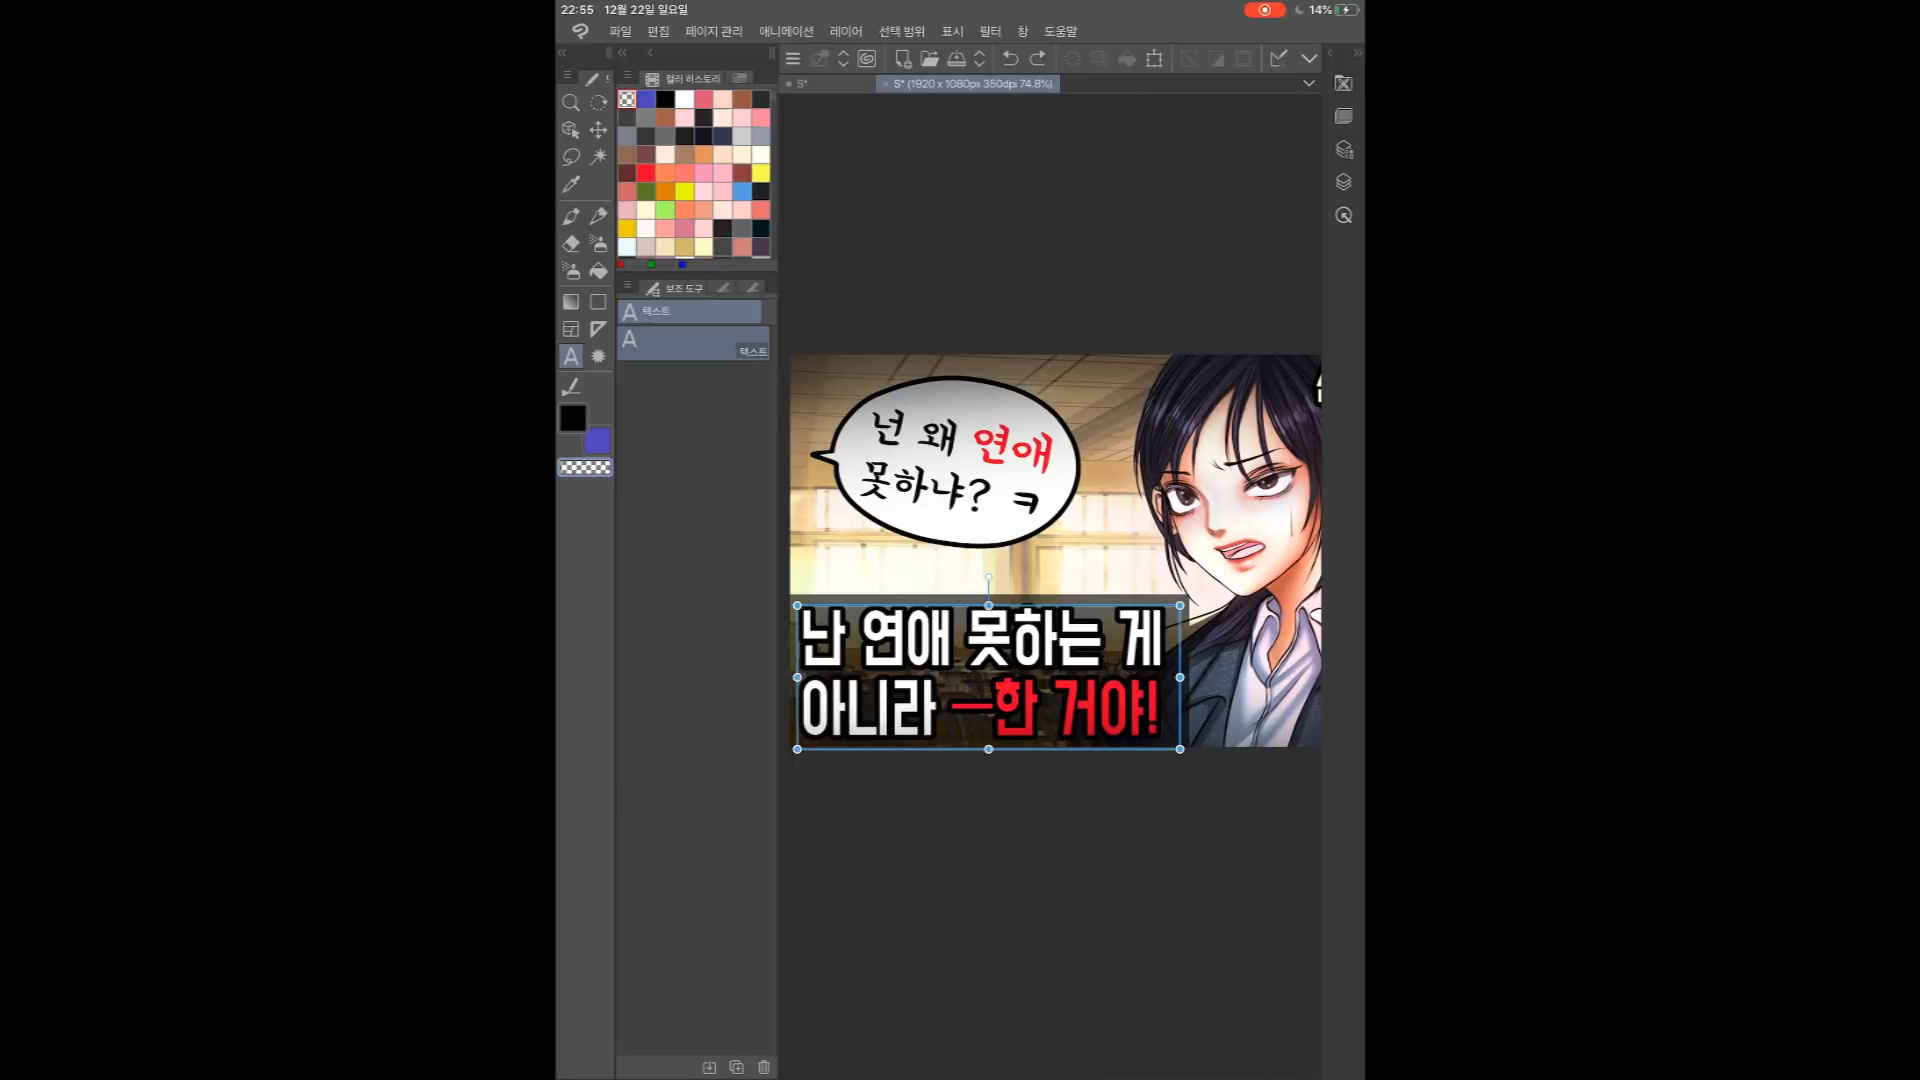 22:55 12월 22일 일요일
14%
파일 편집 페이지 관리 애니메이션 레이어 선택 범위 표시 필터 창 도움말
컬러 히스토리
S*
S* (1920 x 1080px 350dpi 74.8%)
보조 도구
A 텍스트
A
텍스트
A
넌 왜 연애
못하냐? ㅋ
난 연애 못하는 게
아니라 ㅡ한 거야!